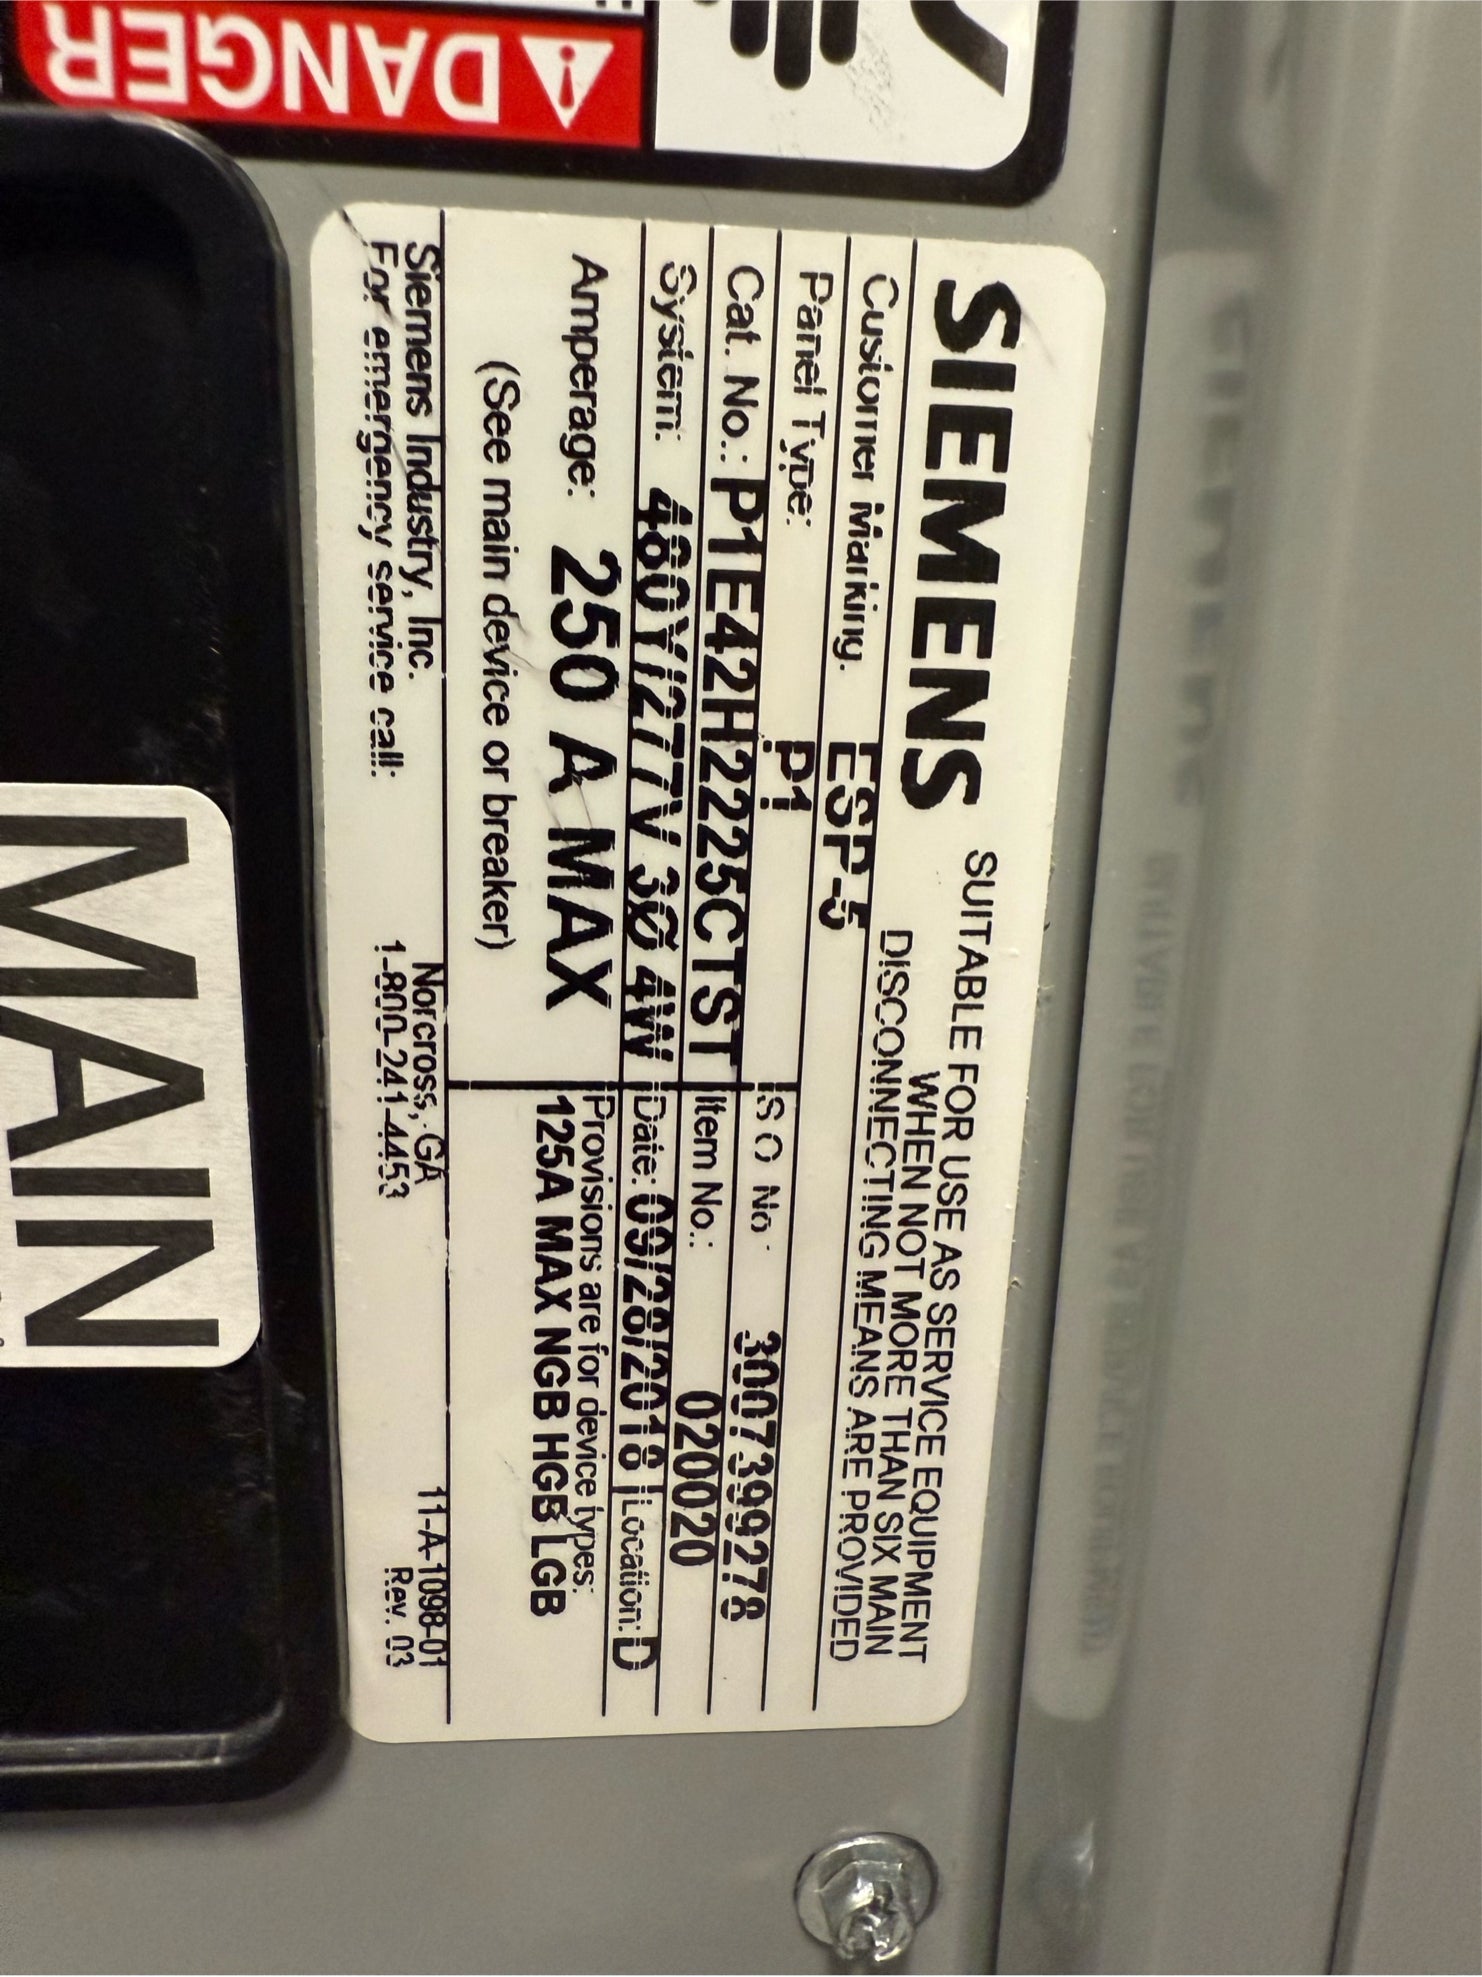 DANGER
SIEMENS
SUITABLE FOR USE AS SERVICE EQUIPMENT
WHEN NOT MORE THAN SIX MAIN
DISCONNECTING MEANS ARE PROVIDED
Customer Marking: ESP-5
Panel Type: P1
S O No: 3007399278
Cat. No.: P1E42H2225CTST
Item No.: 020020
System: 480Y/277V 3Ø 4W
Date: 09/28/2018 Location: D
Amperage: 250 A MAX
(See main device or breaker)
Provisions are for device types:
125A MAX NGB HGB LGB
Siemens Industry, Inc. Norcross, GA 11-A-1098-01
For emergency service call: 1-800-241-4453 Rev. 03
MAIN